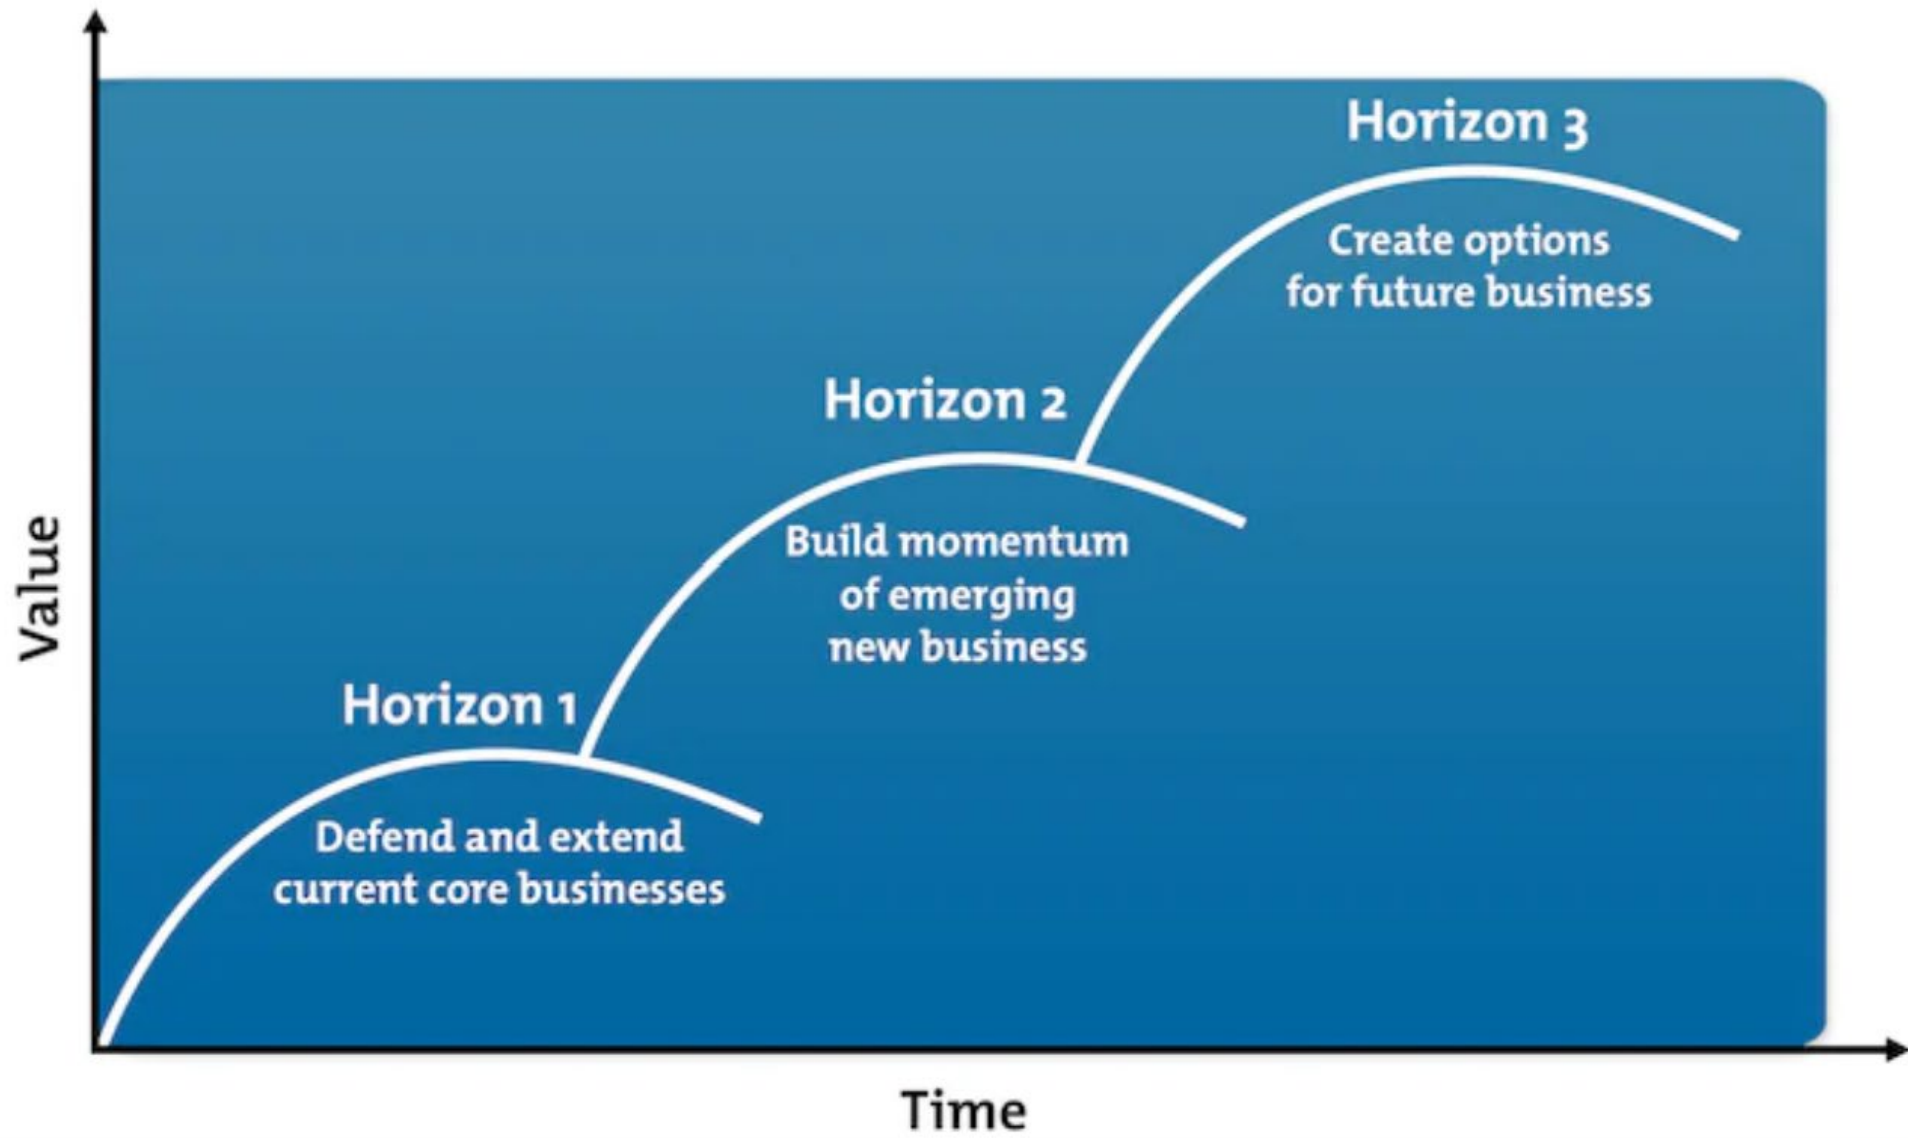 Horizon 3
Create options
for future business
Horizon 2
Build momentum
of emerging
new business
Horizon 1
Defend and extend
current core businesses
Value
Time